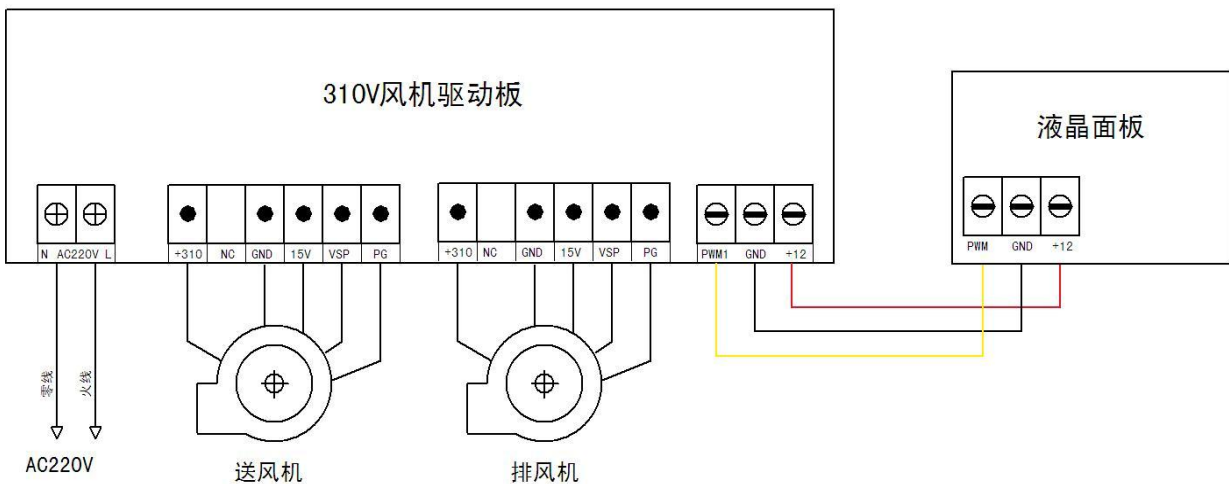 310V风机驱动板
液晶面板
N AC220V L
+310 NC GND 15V VSP PG
+310 NC GND 15V VSP PG
PWM1 GND +12
PWM GND +12
零线
火线
AC220V
送风机
排风机